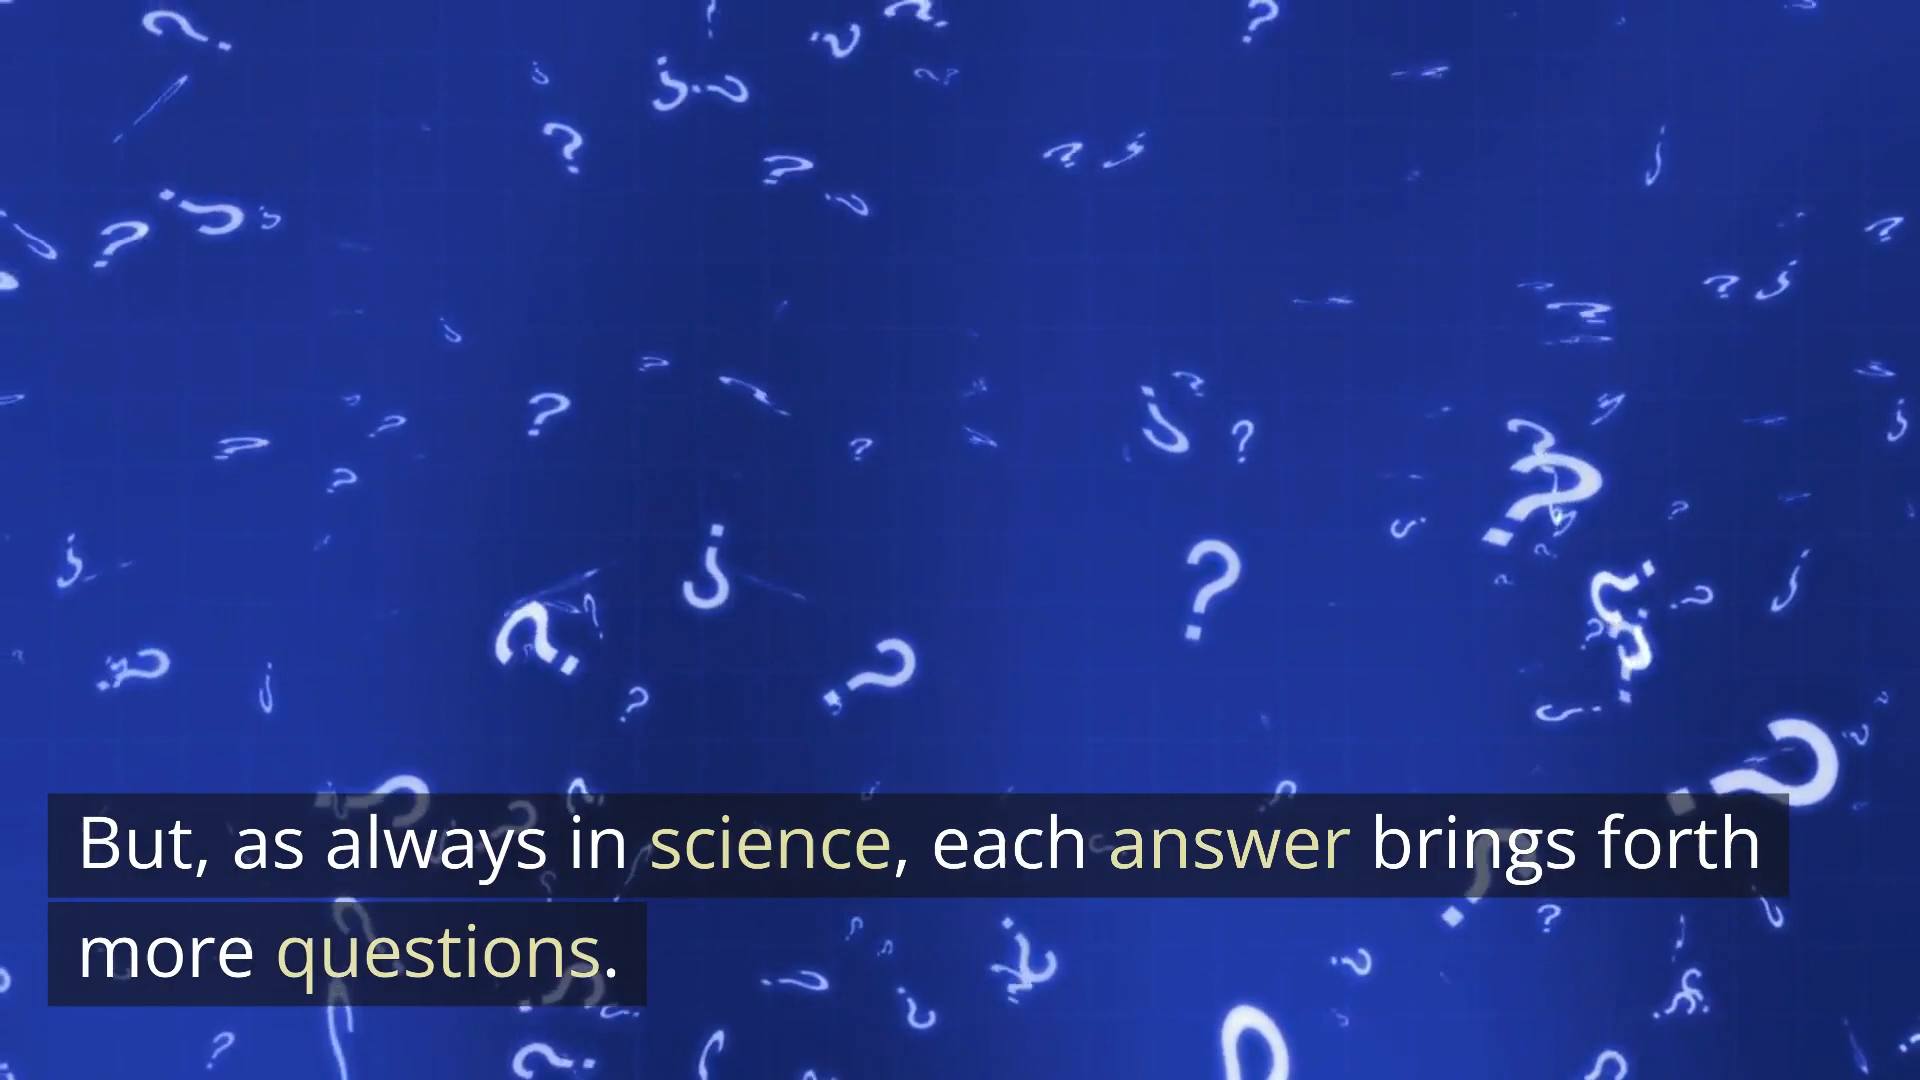 But, as always in science, each answer brings forth
more questions.